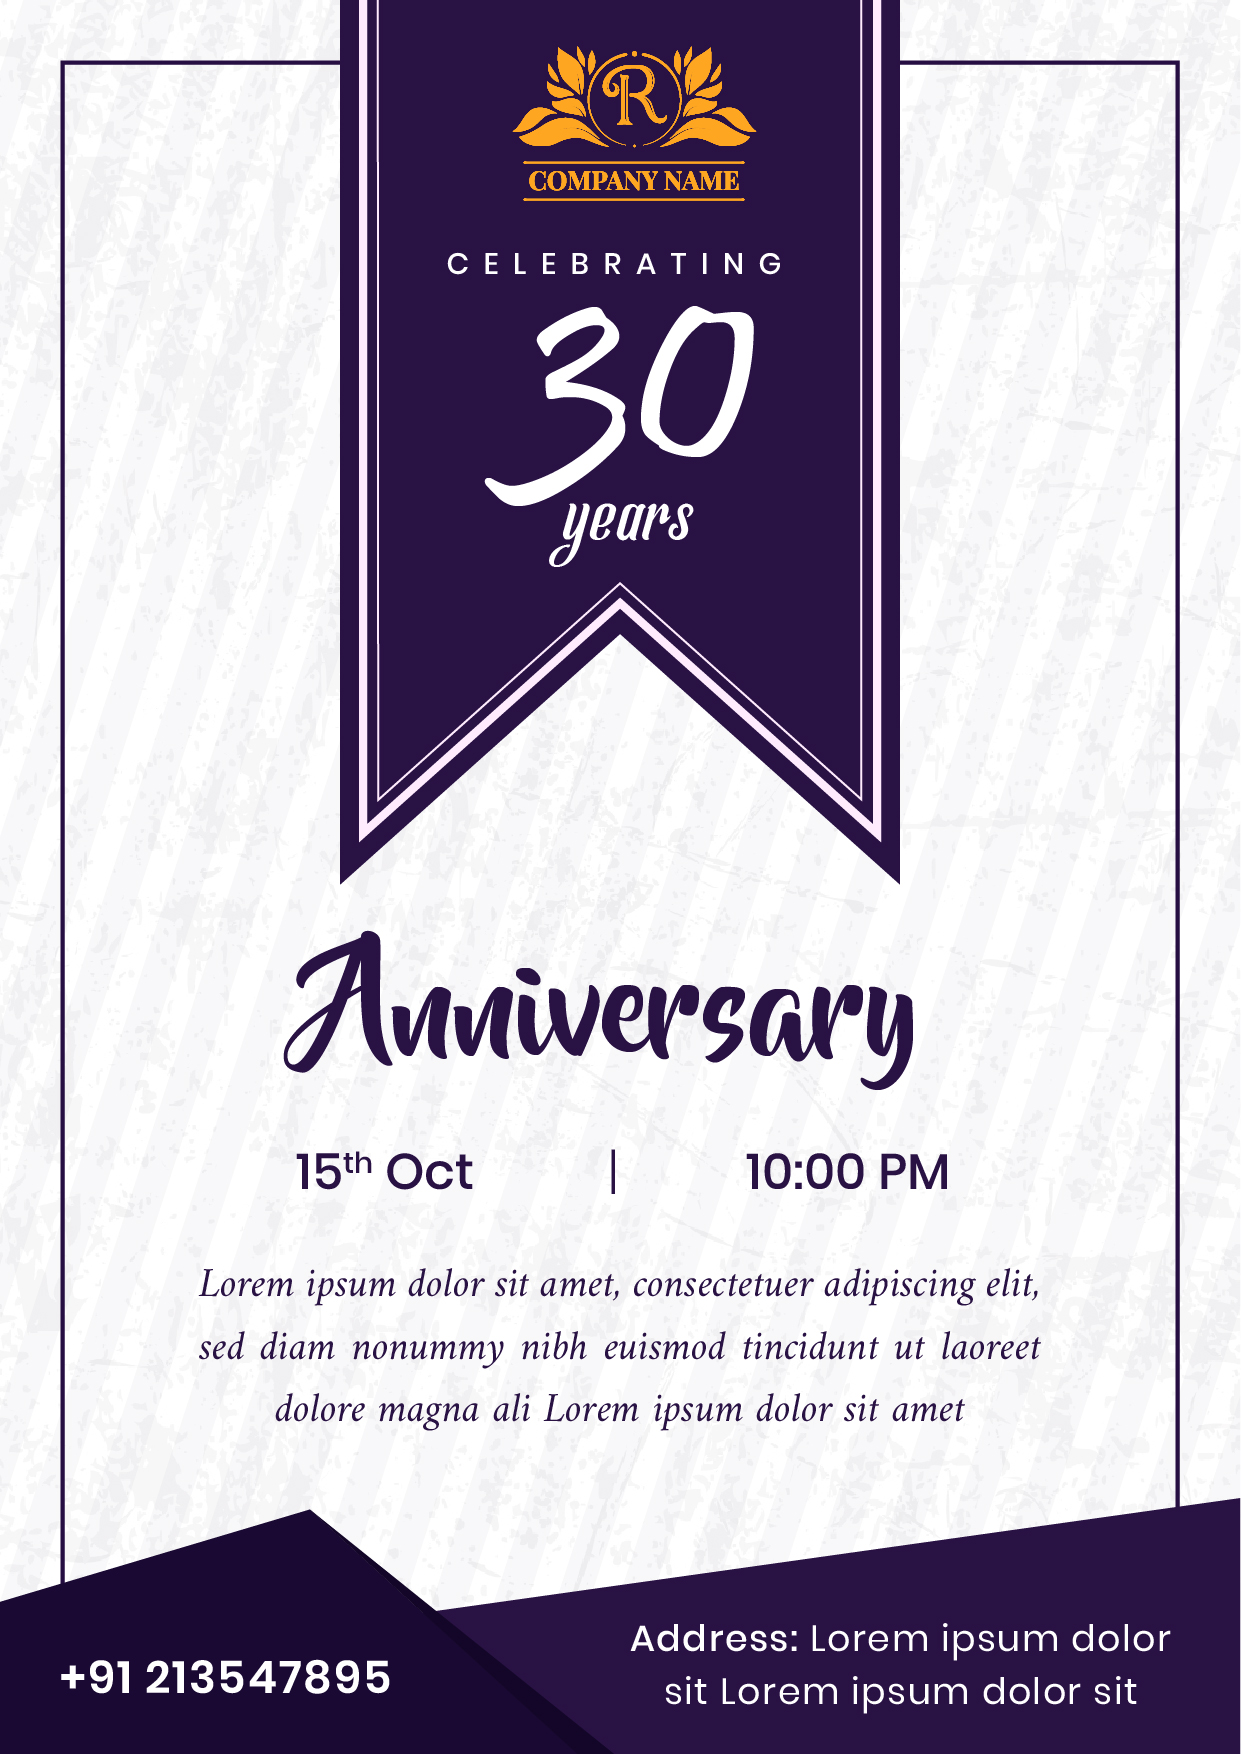 R
COMPANY NAME
CELEBRATING
30
years
Anniversary
15th Oct | 10:00 PM
Lorem ipsum dolor sit amet, consectetuer adipiscing elit,
sed diam nonummy nibh euismod tincidunt ut laoreet
dolore magna ali Lorem ipsum dolor sit amet
+91 213547895
Address: Lorem ipsum dolor
sit Lorem ipsum dolor sit